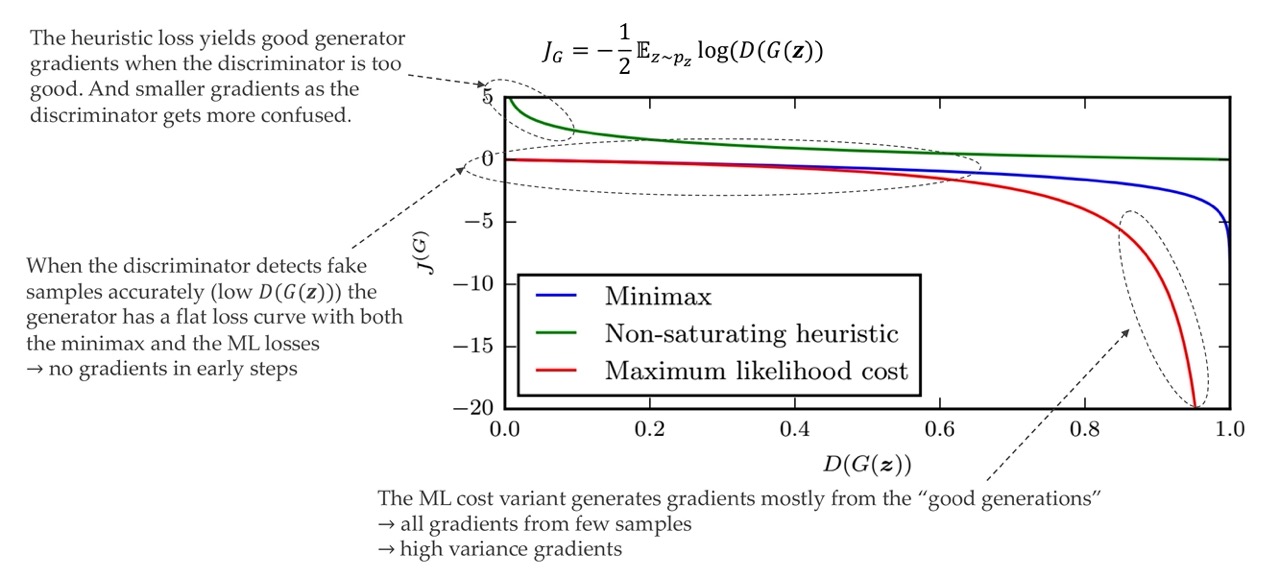 The heuristic loss yields good generator
gradients when the discriminator is too
good. And smaller gradients as the
discriminator gets more confused.
J_G = −\frac{1}{2} 𝔼_{z∼p_z} log(D(G(z))
5
0
−5
−10
−15
−20
J^{(G)}
When the discriminator detects fake
samples accurately (low D(G(z))) the
generator has a flat loss curve with both
the minimax and the ML losses
→ no gradients in early steps
Minimax
Non-saturating heuristic
Maximum likelihood cost
0.0 0.2 0.4 0.6 0.8 1.0
D(G(z))
The ML cost variant generates gradients mostly from the “good generations”
→ all gradients from few samples
→ high variance gradients